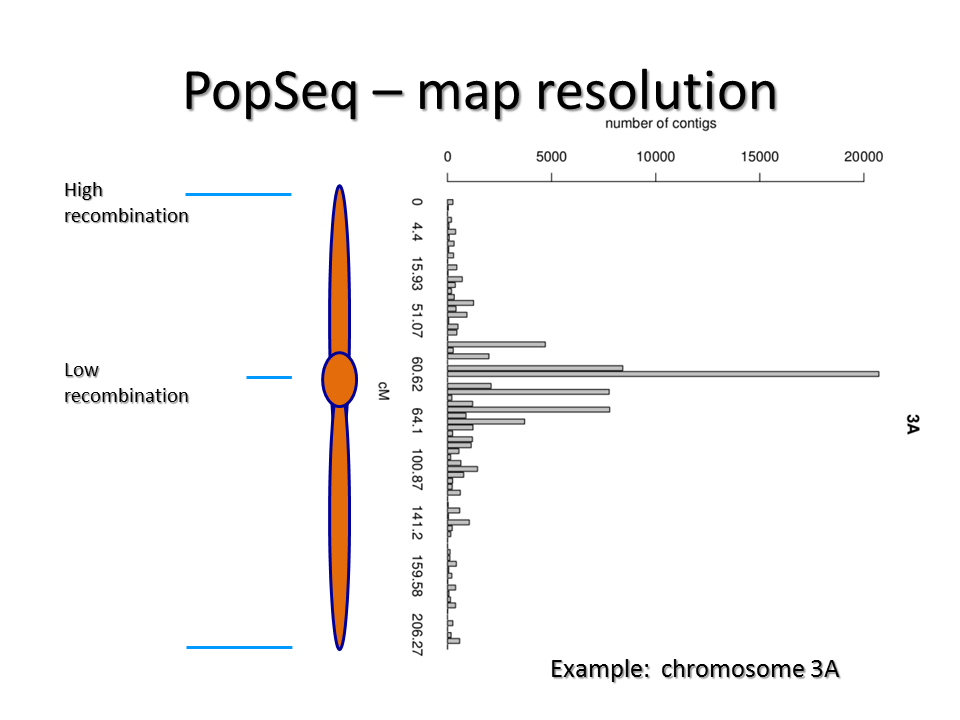 PopSeq – map resolution
number of contigs
0 5000 10000 15000 20000
High
recombination
Low
recombination
cM
0
4.4
15.93
51.07
60.62
64.1
100.87
141.2
159.58
206.27
3A
Example: chromosome 3A